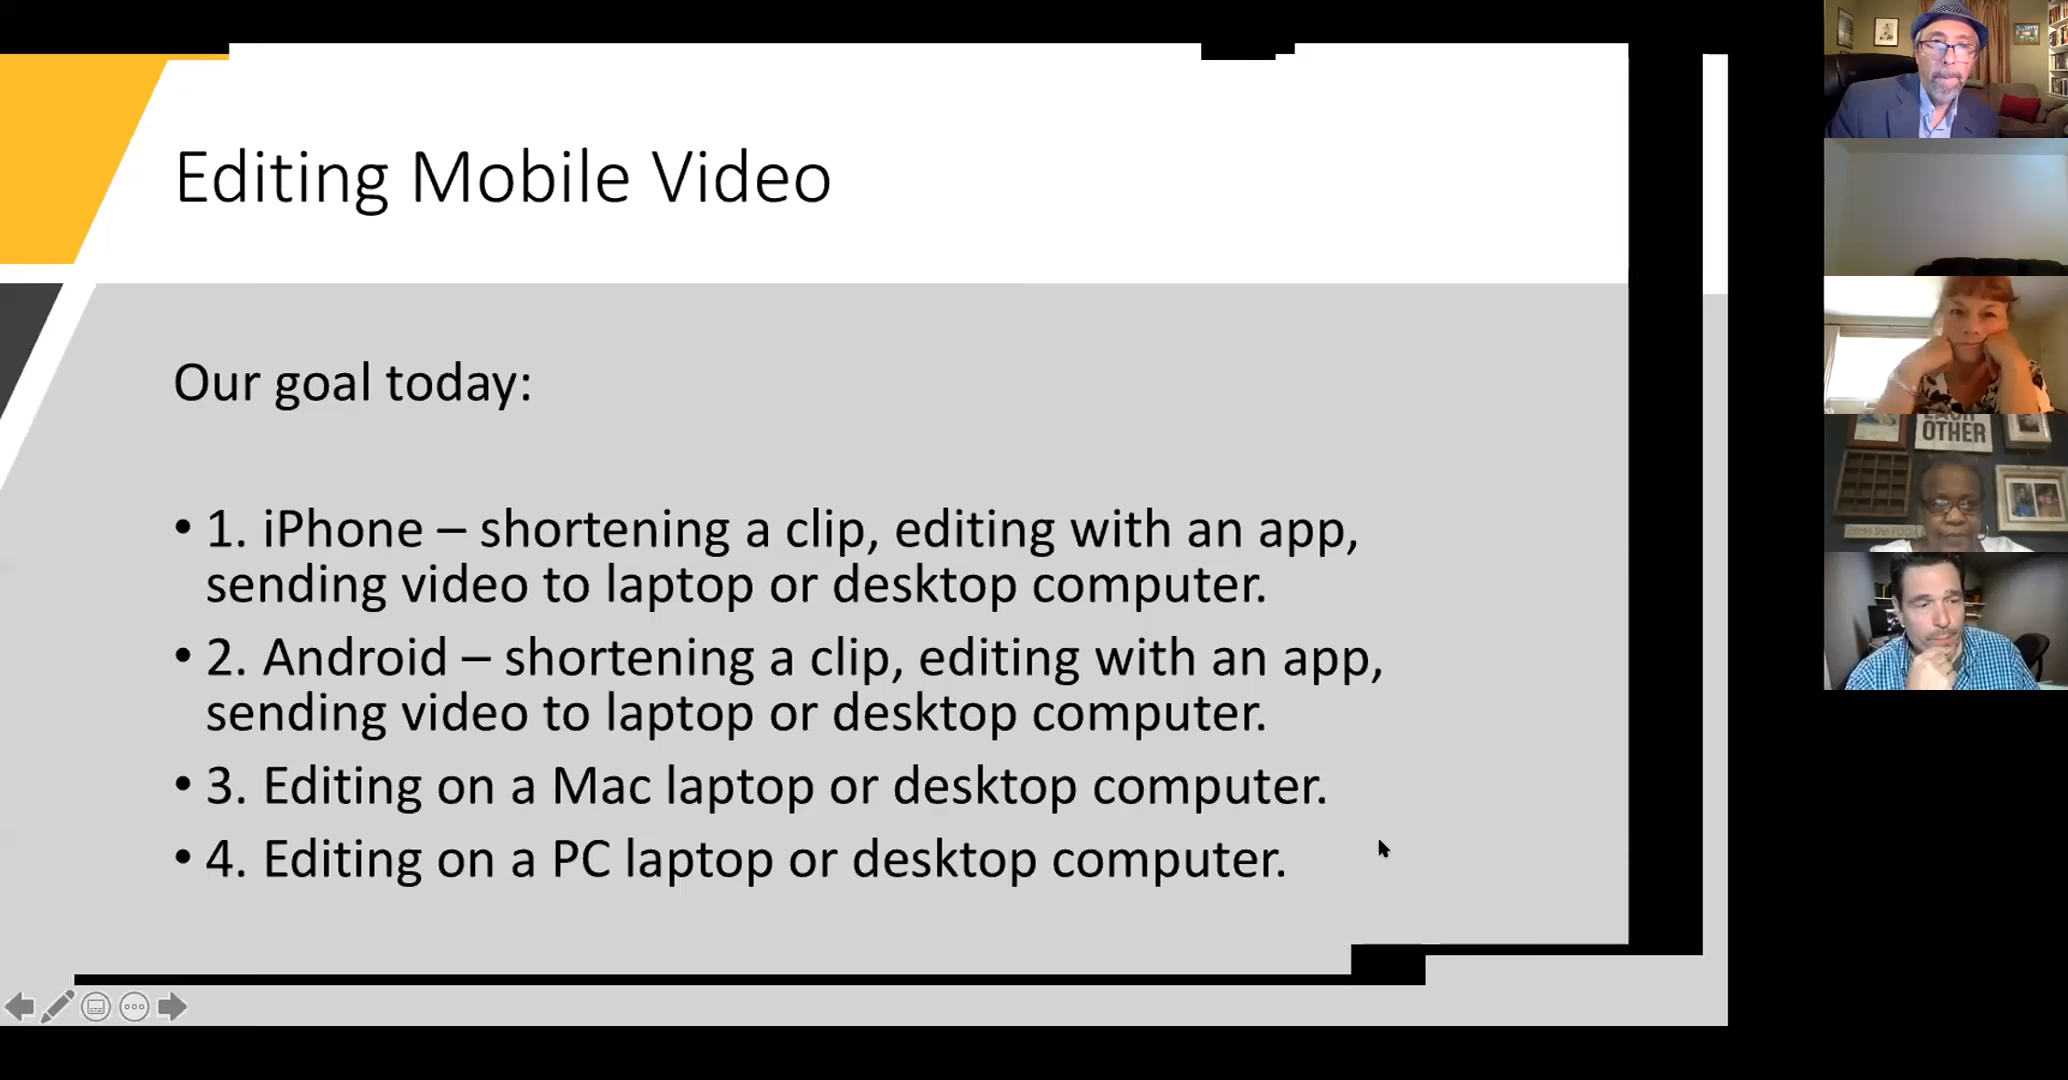 Editing Mobile Video
Our goal today:
• 1. iPhone – shortening a clip, editing with an app,
sending video to laptop or desktop computer.
• 2. Android – shortening a clip, editing with an app,
sending video to laptop or desktop computer.
• 3. Editing on a Mac laptop or desktop computer.
• 4. Editing on a PC laptop or desktop computer.
EACH
OTHER